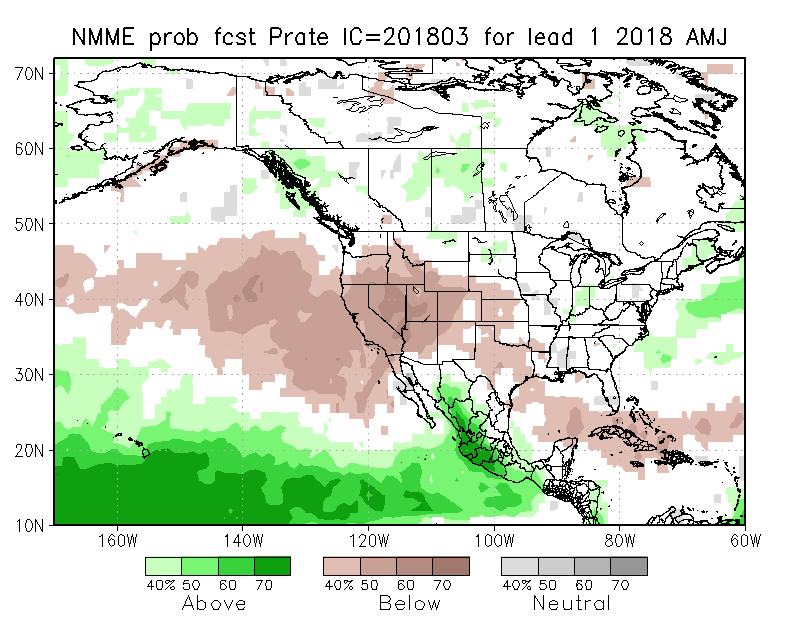 NMME prob fcst Prate IC=201803 for lead 1 2018 AMJ
70N
60N
50N
40N
30N
20N
10N
160W 140W 120W 100W 80W 60W
40% 50 60 70 40% 50 60 70 40% 50 60 70
Above Below Neutral